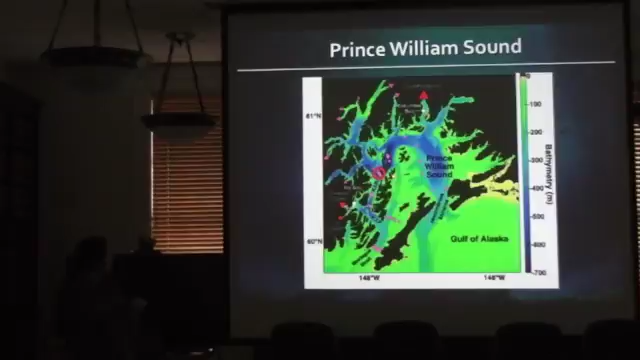 Prince William Sound
61°N
60°N
148°W
146°W
Prince
William
Sound
Gulf of Alaska
-100
-200
-300
-400
-500
-600
-700
Bathymetry (m)